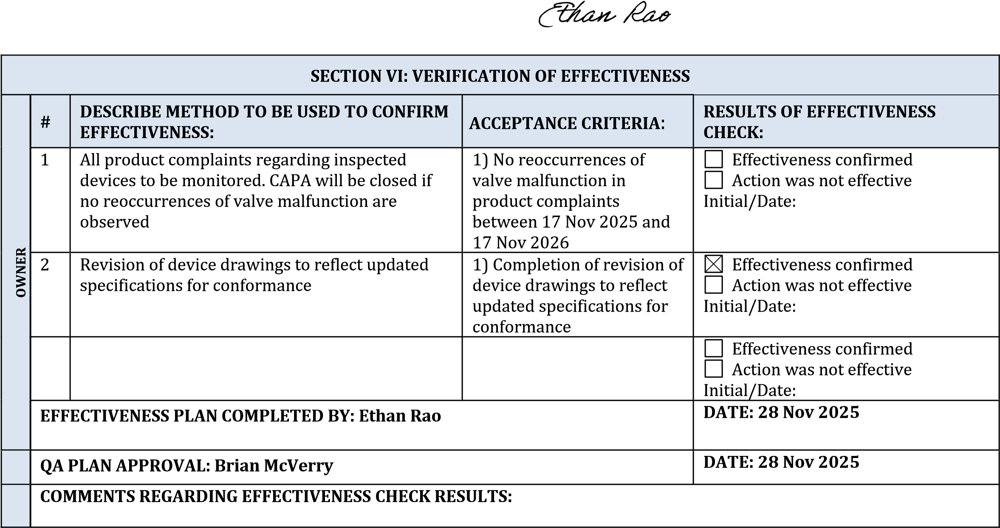 Ethan Rao
SECTION VI: VERIFICATION OF EFFECTIVENESS
OWNER
#
DESCRIBE METHOD TO BE USED TO CONFIRM
EFFECTIVENESS:
ACCEPTANCE CRITERIA:
RESULTS OF EFFECTIVENESS
CHECK:
1
All product complaints regarding inspected
devices to be monitored. CAPA will be closed if
no reoccurrences of valve malfunction are
observed
1) No reoccurrences of
valve malfunction in
product complaints
between 17 Nov 2025 and
17 Nov 2026
Effectiveness confirmed
Action was not effective
Initial/Date:
2
Revision of device drawings to reflect updated
specifications for conformance
1) Completion of revision of
device drawings to reflect
updated specifications for
conformance
Effectiveness confirmed
Action was not effective
Initial/Date:
Effectiveness confirmed
Action was not effective
Initial/Date:
EFFECTIVENESS PLAN COMPLETED BY: Ethan Rao
DATE: 28 Nov 2025
QA PLAN APPROVAL: Brian McVerry
DATE: 28 Nov 2025
COMMENTS REGARDING EFFECTIVENESS CHECK RESULTS: